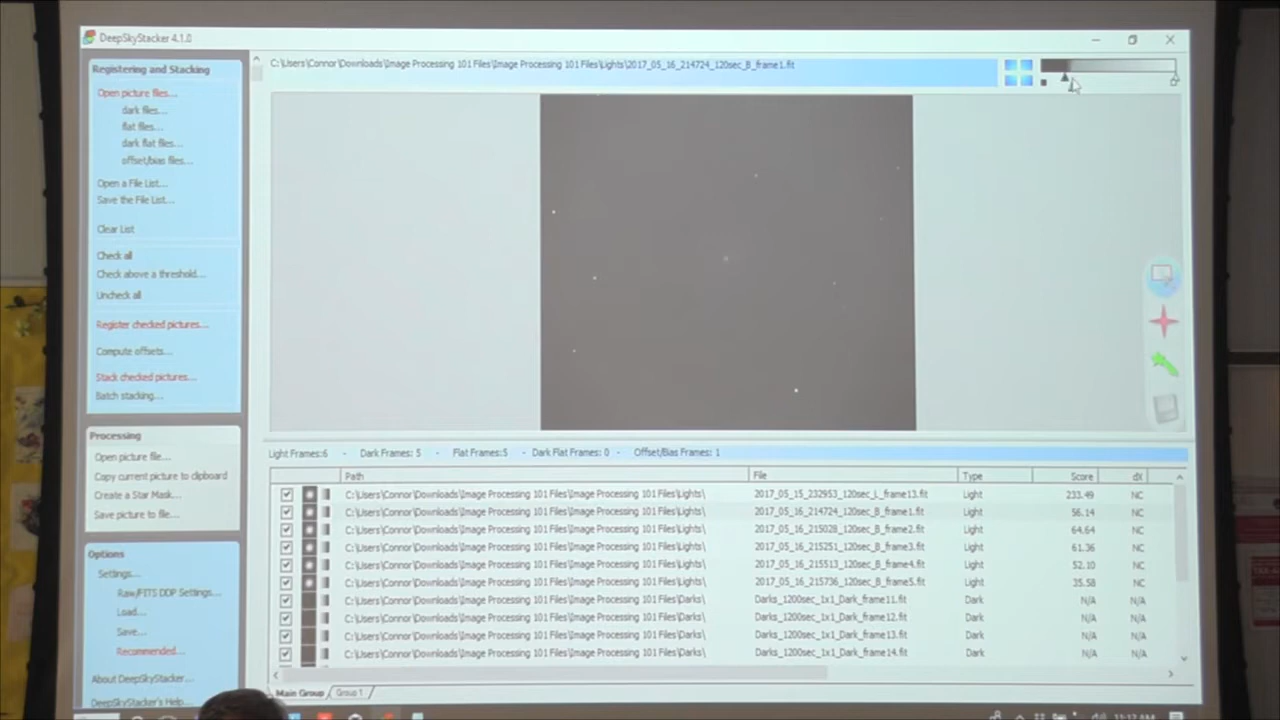 DeepSkyStacker 4.1.0
Registering and Stacking
Open picture files...
dark files...
flat files...
dark flat files...
offset/bias files...
Open a File List...
Save the File List...
Clear List
Check all
Check above a threshold...
Uncheck all
Register checked pictures...
Compute offsets...
Stack checked pictures...
Batch stacking...
Processing
Open picture file...
Copy current picture to clipboard
Create a Star Mask...
Save picture to file...
Options
Settings...
Raw/FITS DDP Settings...
Load...
Save...
Recommended...
About DeepSkyStacker...
DeepSkyStacker's Help...
C:\Users\Connor\Downloads\Image Processing 101 Files\Image Processing 101 Files\Lights\2017_05_16_214724_120sec_B_frame1.fit
Light Frames:6 - Dark Frames: 5 - Flat Frames:5 - Dark Flat Frames: 0 - Offset/Bias Frames: 1
Path File Type Score dX
C:\Users\Connor\Downloads\Image Processing 101 Files\Image Processing 101 Files\Lights\ 2017_05_15_232953_120sec_L_frame13.fit Light 233.49 NC
C:\Users\Connor\Downloads\Image Processing 101 Files\Image Processing 101 Files\Lights\ 2017_05_16_214724_120sec_B_frame1.fit Light 56.14 NC
C:\Users\Connor\Downloads\Image Processing 101 Files\Image Processing 101 Files\Lights\ 2017_05_16_215028_120sec_B_frame2.fit Light 64.64 NC
C:\Users\Connor\Downloads\Image Processing 101 Files\Image Processing 101 Files\Lights\ 2017_05_16_215251_120sec_B_frame3.fit Light 61.36 NC
C:\Users\Connor\Downloads\Image Processing 101 Files\Image Processing 101 Files\Lights\ 2017_05_16_215513_120sec_B_frame4.fit Light 52.10 NC
C:\Users\Connor\Downloads\Image Processing 101 Files\Image Processing 101 Files\Lights\ 2017_05_16_215736_120sec_B_frame5.fit Light 35.58 NC
C:\Users\Connor\Downloads\Image Processing 101 Files\Image Processing 101 Files\Darks\ Darks_1200sec_1x1_Dark_frame11.fit Dark N/A N/A
C:\Users\Connor\Downloads\Image Processing 101 Files\Image Processing 101 Files\Darks\ Darks_1200sec_1x1_Dark_frame12.fit Dark N/A N/A
C:\Users\Connor\Downloads\Image Processing 101 Files\Image Processing 101 Files\Darks\ Darks_1200sec_1x1_Dark_frame13.fit Dark N/A N/A
C:\Users\Connor\Downloads\Image Processing 101 Files\Image Processing 101 Files\Darks\ Darks_1200sec_1x1_Dark_frame14.fit Dark N/A N/A
Main Group Group 1